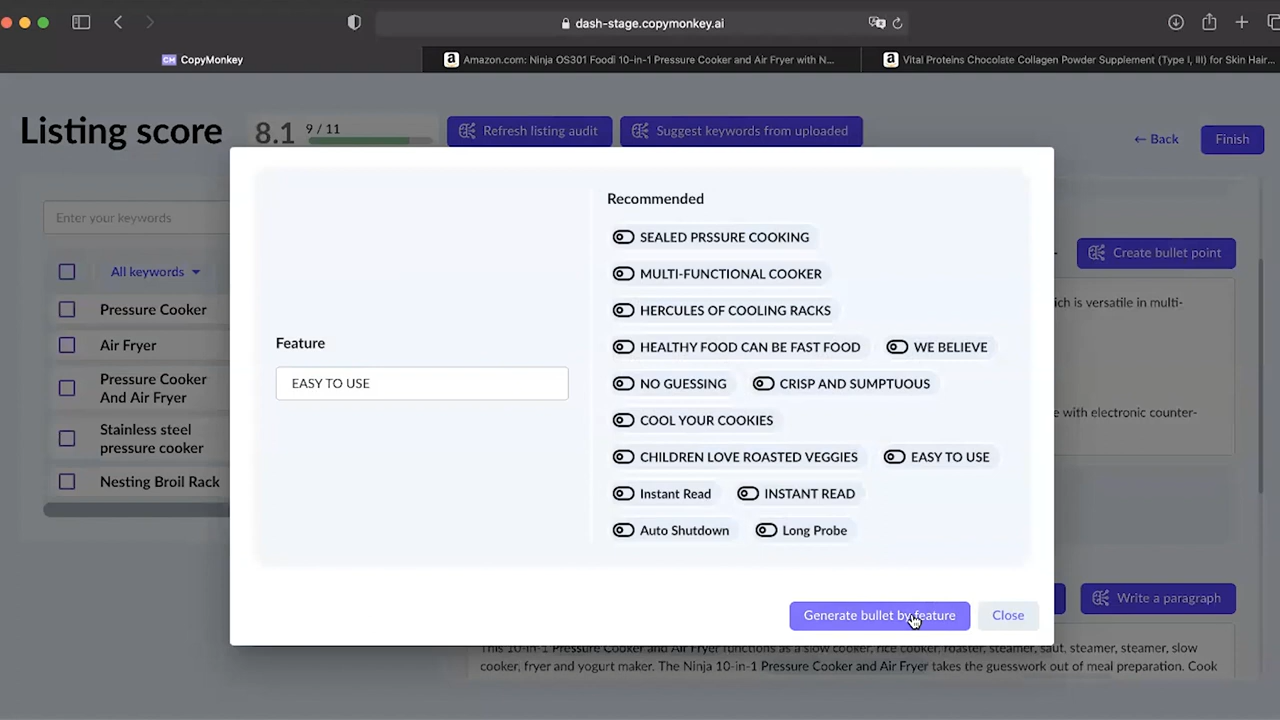 dash-stage.copymonkey.ai
CM CopyMonkey
Amazon.com: Ninja OS301 Foodi 10-in-1 Pressure Cooker and Air Fryer with N...
Vital Proteins Chocolate Collagen Powder Supplement (Type I, III) for Skin Hair...
Listing score
8.1
9 / 11
Refresh listing audit
Suggest keywords from uploaded
← Back
Finish
Enter your keywords
All keywords
Pressure Cooker
Air Fryer
Pressure Cooker
And Air Fryer
Stainless steel
pressure cooker
Nesting Broil Rack
Feature
EASY TO USE
Recommended
SEALED PRSSURE COOKING
MULTI-FUNCTIONAL COOKER
HERCULES OF COOLING RACKS
HEALTHY FOOD CAN BE FAST FOOD
WE BELIEVE
NO GUESSING
CRISP AND SUMPTUOUS
COOL YOUR COOKIES
CHILDREN LOVE ROASTED VEGGIES
EASY TO USE
Instant Read
INSTANT READ
Auto Shutdown
Long Probe
Generate bullet by feature
Close
Create bullet point
ich is versatile in multi-
e with electronic counter-
Write a paragraph
This 10-in-1 Pressure Cooker and Air Fryer functions as a slow cooker, rice cooker, roaster, steamer, saut, steamer, slow
cooker, fryer and yogurt maker. The Ninja 10-in-1 Pressure Cooker and Air Fryer takes the guesswork out of meal preparation. Cook